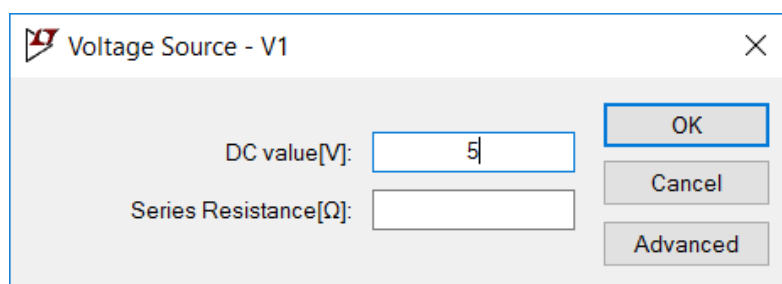 Voltage Source - V1
DC value[V]: 5
OK
Series Resistance[Ω]:
Cancel
Advanced